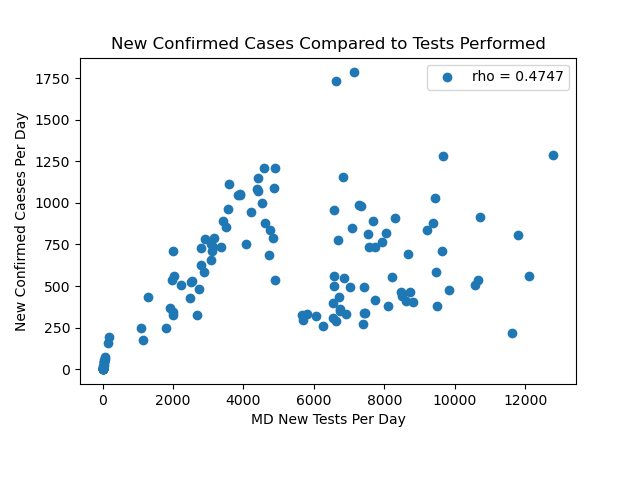 New Confirmed Cases Compared to Tests Performed
rho = 0.4747
New Confirmed Caeses Per Day
1750
1500
1250
1000
750
500
250
0
0 2000 4000 6000 8000 10000 12000
MD New Tests Per Day